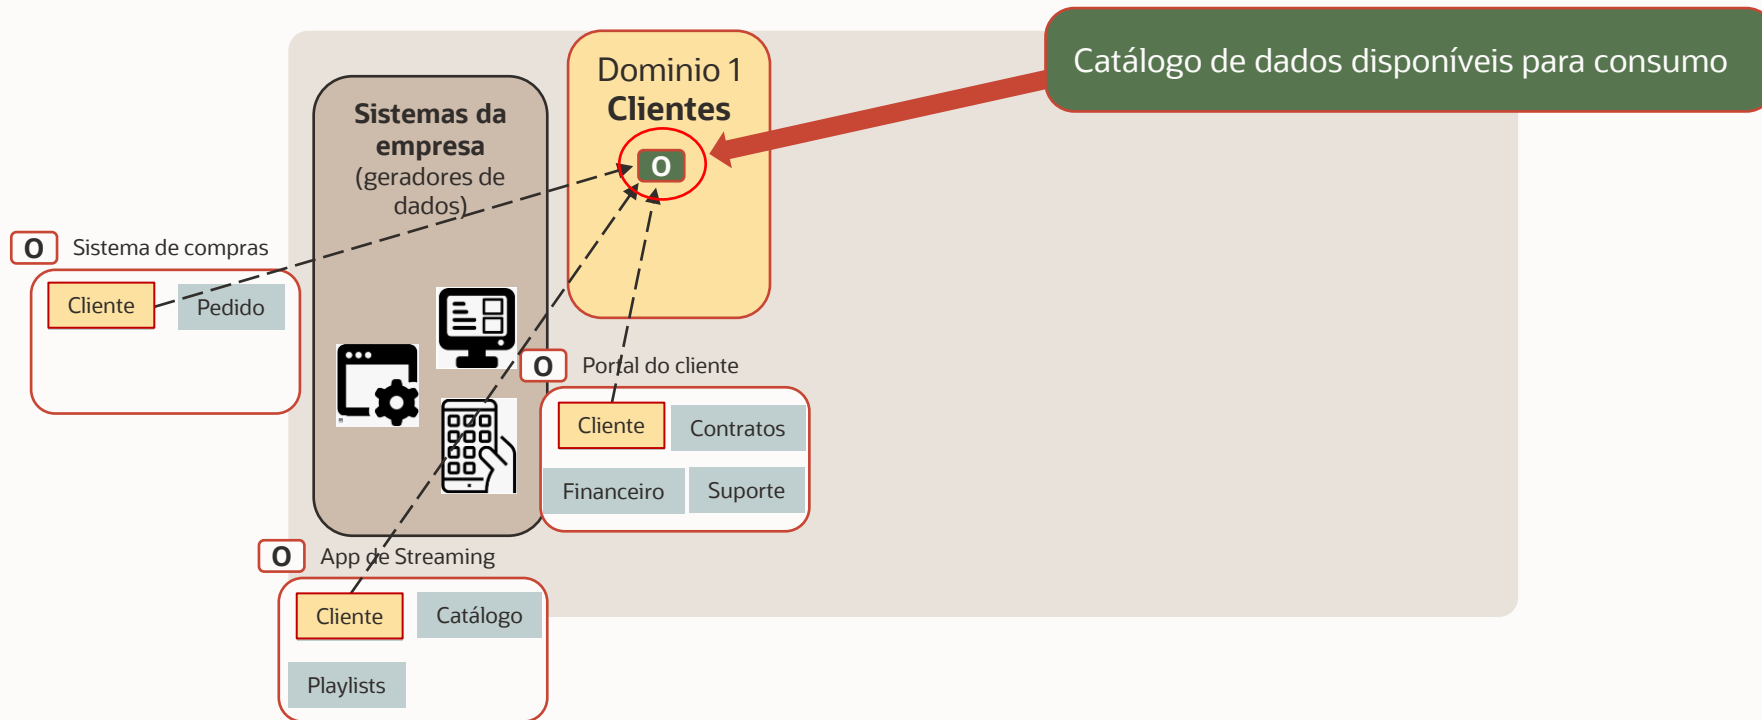 Catálogo de dados disponíveis para consumo
Dominio 1
Clientes
O
Sistemas da
empresa
(geradores de
dados)
O
Sistema de compras
Cliente
Pedido
O
Portal do cliente
Cliente
Contratos
Financeiro
Suporte
O
App de Streaming
Cliente
Catálogo
Playlists